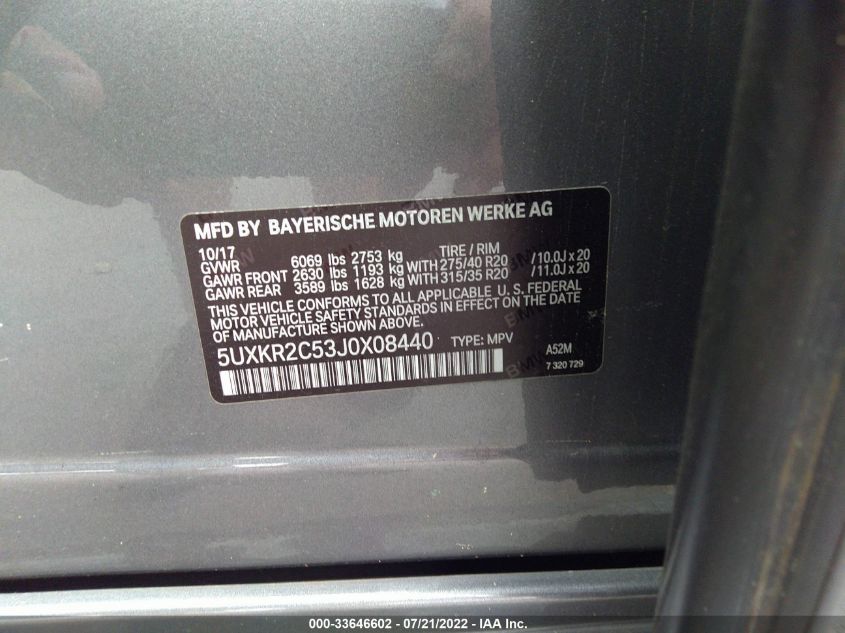 MFD BY BAYERISCHE MOTOREN WERKE AG
10/17 TIRE / RIM
GVWR 6069 lbs 2753 kg
GAWR FRONT 2630 lbs 1193 kg WITH 275/40 R20 /10.0J x 20
GAWR REAR 3589 lbs 1628 kg WITH 315/35 R20 /11.0J x 20
THIS VEHICLE CONFORMS TO ALL APPLICABLE U. S. FEDERAL
MOTOR VEHICLE SAFETY STANDARDS IN EFFECT ON THE DATE
OF MANUFACTURE SHOWN ABOVE.
5UXKR2C53J0X08440 TYPE: MPV A52M
7 320 729
000-33646602 / 07/21/2022 - IAA Inc.